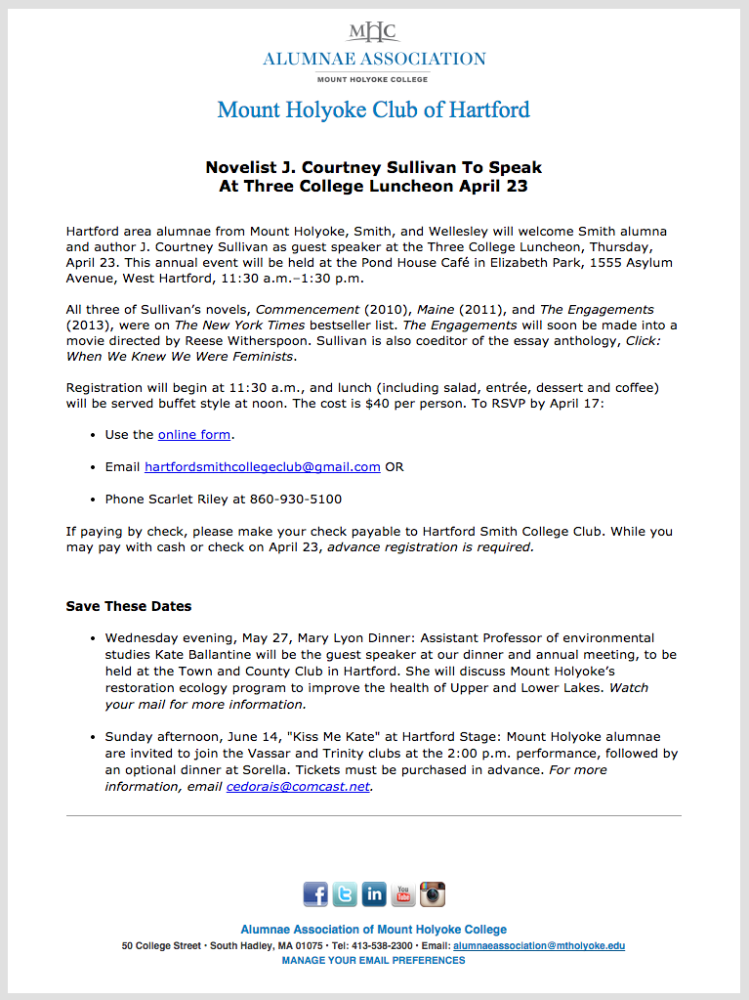 MHC
ALUMNAE ASSOCIATION
MOUNT HOLYOKE COLLEGE
Mount Holyoke Club of Hartford
Novelist J. Courtney Sullivan To Speak
At Three College Luncheon April 23
Hartford area alumnae from Mount Holyoke, Smith, and Wellesley will welcome Smith alumna
and author J. Courtney Sullivan as guest speaker at the Three College Luncheon, Thursday,
April 23. This annual event will be held at the Pond House Café in Elizabeth Park, 1555 Asylum
Avenue, West Hartford, 11:30 a.m.–1:30 p.m.
All three of Sullivan’s novels, Commencement (2010), Maine (2011), and The Engagements
(2013), were on The New York Times bestseller list. The Engagements will soon be made into a
movie directed by Reese Witherspoon. Sullivan is also coeditor of the essay anthology, Click:
When We Knew We Were Feminists.
Registration will begin at 11:30 a.m., and lunch (including salad, entrée, dessert and coffee)
will be served buffet style at noon. The cost is $40 per person. To RSVP by April 17:
• Use the online form.
• Email hartfordsmithcollegeclub@gmail.com OR
• Phone Scarlet Riley at 860-930-5100
If paying by check, please make your check payable to Hartford Smith College Club. While you
may pay with cash or check on April 23, advance registration is required.
Save These Dates
• Wednesday evening, May 27, Mary Lyon Dinner: Assistant Professor of environmental
studies Kate Ballantine will be the guest speaker at our dinner and annual meeting, to be
held at the Town and County Club in Hartford. She will discuss Mount Holyoke’s
restoration ecology program to improve the health of Upper and Lower Lakes. Watch
your mail for more information.
• Sunday afternoon, June 14, "Kiss Me Kate" at Hartford Stage: Mount Holyoke alumnae
are invited to join the Vassar and Trinity clubs at the 2:00 p.m. performance, followed by
an optional dinner at Sorella. Tickets must be purchased in advance. For more
information, email cedorais@comcast.net.
f t in You Tube
Alumnae Association of Mount Holyoke College
50 College Street • South Hadley, MA 01075 • Tel: 413-538-2300 • Email: alumnaeassociation@mtholyoke.edu
MANAGE YOUR EMAIL PREFERENCES